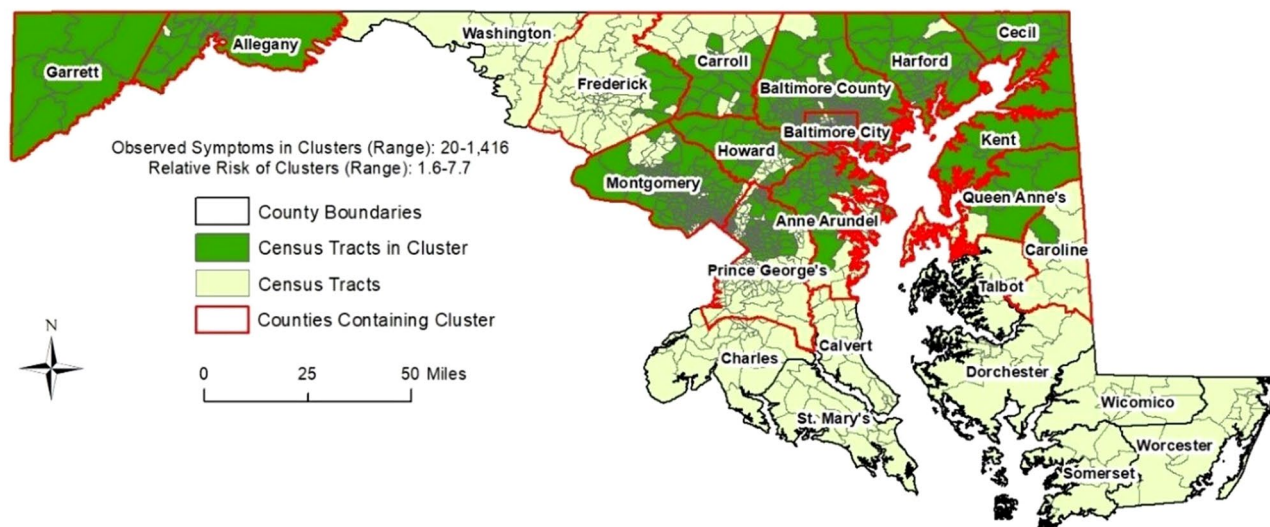 Garrett
Allegany
Washington
Frederick
Carroll
Baltimore County
Harford
Cecil
Baltimore City
Howard
Kent
Montgomery
Anne Arundel
Queen Anne's
Caroline
Prince George's
Talbot
Charles
Calvert
Dorchester
St. Mary's
Wicomico
Worcester
Somerset
Observed Symptoms in Clusters (Range): 20-1,416
Relative Risk of Clusters (Range): 1.6-7.7
County Boundaries
Census Tracts in Cluster
Census Tracts
Counties Containing Cluster
N
0 25 50 Miles